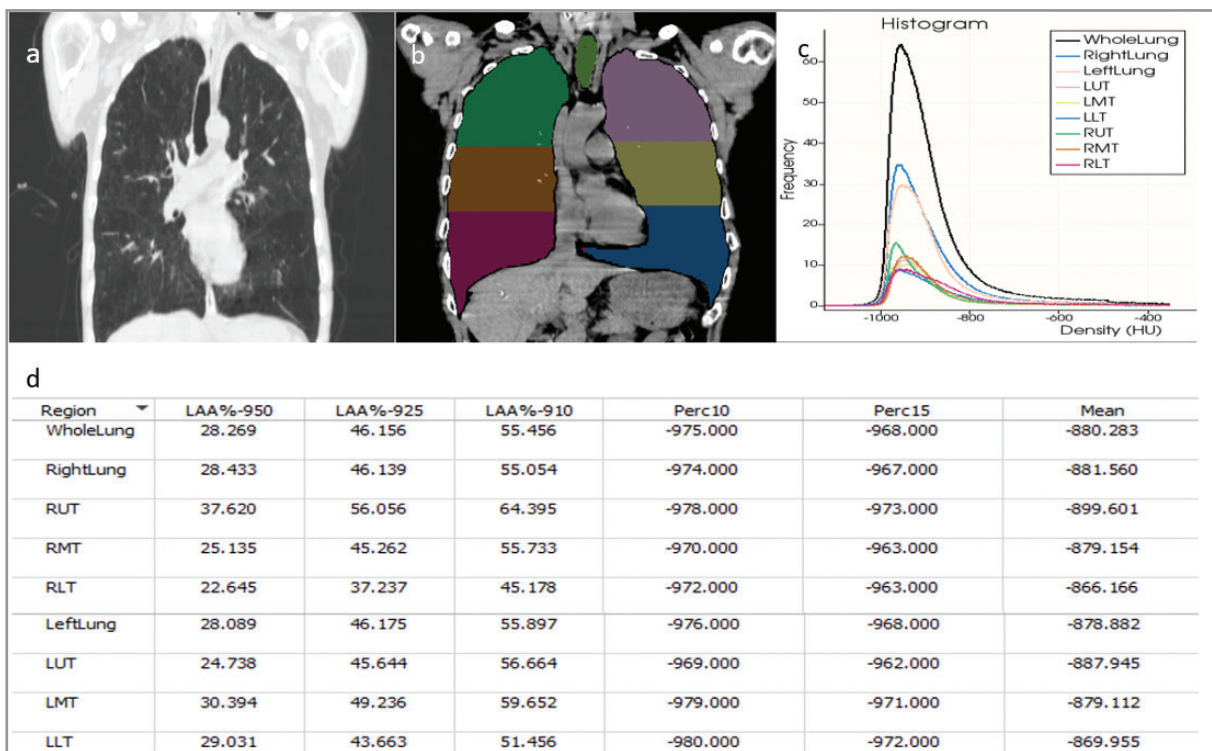 a
b
c
Histogram
WholeLung
RightLung
LeftLung
LUT
LMT
LLT
RUT
RMT
RLT
Frequency
60
50
40
30
20
10
0
-1000 -800 -600 -400
Density (HU)
d
Region LAA%-950 LAA%-925 LAA%-910 Perc10 Perc15 Mean
WholeLung 28.269 46.156 55.456 -975.000 -968.000 -880.283
RightLung 28.433 46.139 55.054 -974.000 -967.000 -881.560
RUT 37.620 56.056 64.395 -978.000 -973.000 -899.601
RMT 25.135 45.262 55.733 -970.000 -963.000 -879.154
RLT 22.645 37.237 45.178 -972.000 -963.000 -866.166
LeftLung 28.089 46.175 55.897 -976.000 -968.000 -878.882
LUT 24.738 45.644 56.664 -969.000 -962.000 -887.945
LMT 30.394 49.236 59.652 -979.000 -971.000 -879.112
LLT 29.031 43.663 51.456 -980.000 -972.000 -869.955